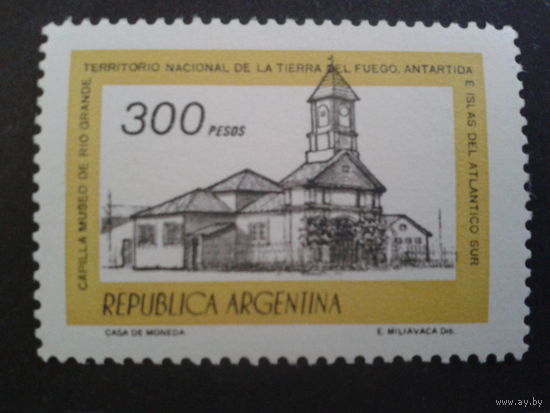 CAPILLA MUSEO DE RIO GRANDE
TERRITORIO NACIONAL DE LA TIERRA DEL FUEGO, ANTARTIDA
E ISLAS DEL ATLANTICO SUR
300 PESOS
REPUBLICA ARGENTINA
CASA DE MONEDA
E. MILIAVACA Dib.
www.ay.by